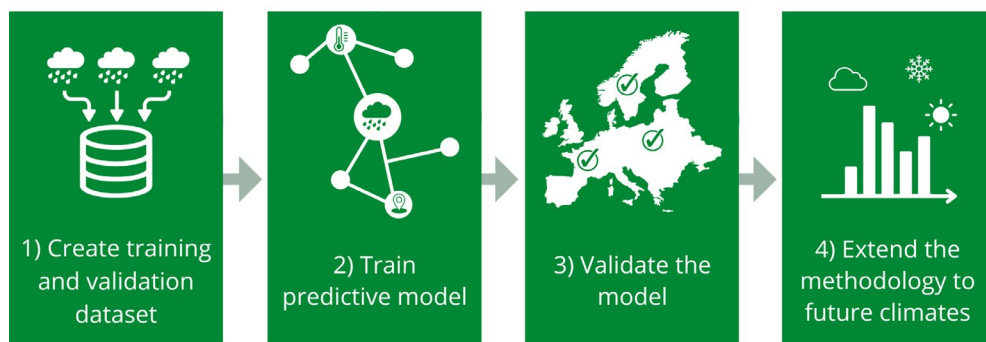 1) Create training
and validation
dataset
2) Train
predictive model
3) Validate the
model
4) Extend the
methodology to
future climates